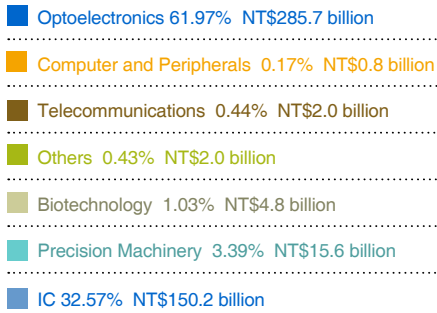 Optoelectronics 61.97% NT$285.7 billion
Computer and Peripherals 0.17% NT$0.8 billion
Telecommunications 0.44% NT$2.0 billion
Others 0.43% NT$2.0 billion
Biotechnology 1.03% NT$4.8 billion
Precision Machinery 3.39% NT$15.6 billion
IC 32.57% NT$150.2 billion